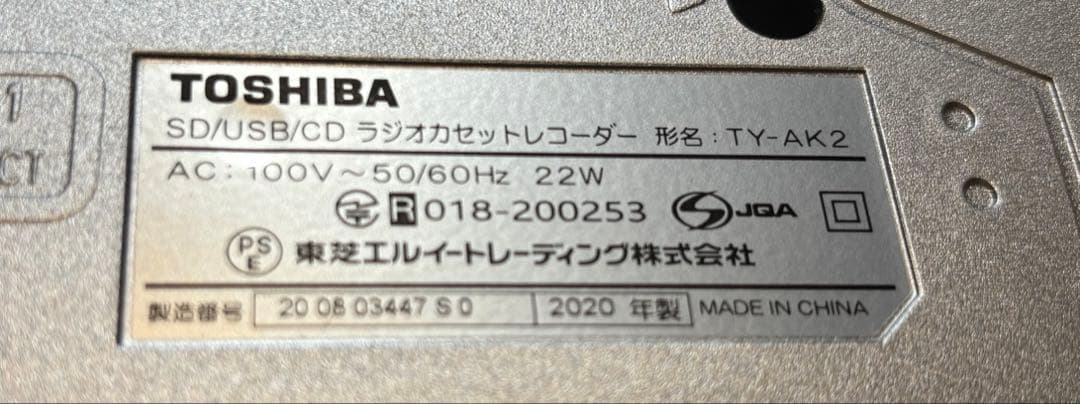 1
CT
TOSHIBA
SD/USB/CD ラジオカセットレコーダー 形名：TY-AK2
AC：100V～50/60Hz 22W
R 018-200253 JQA
PSE 東芝エルイートレーディング株式会社
製造番号 20 08 03447 S 0 2020 年製 MADE IN CHINA